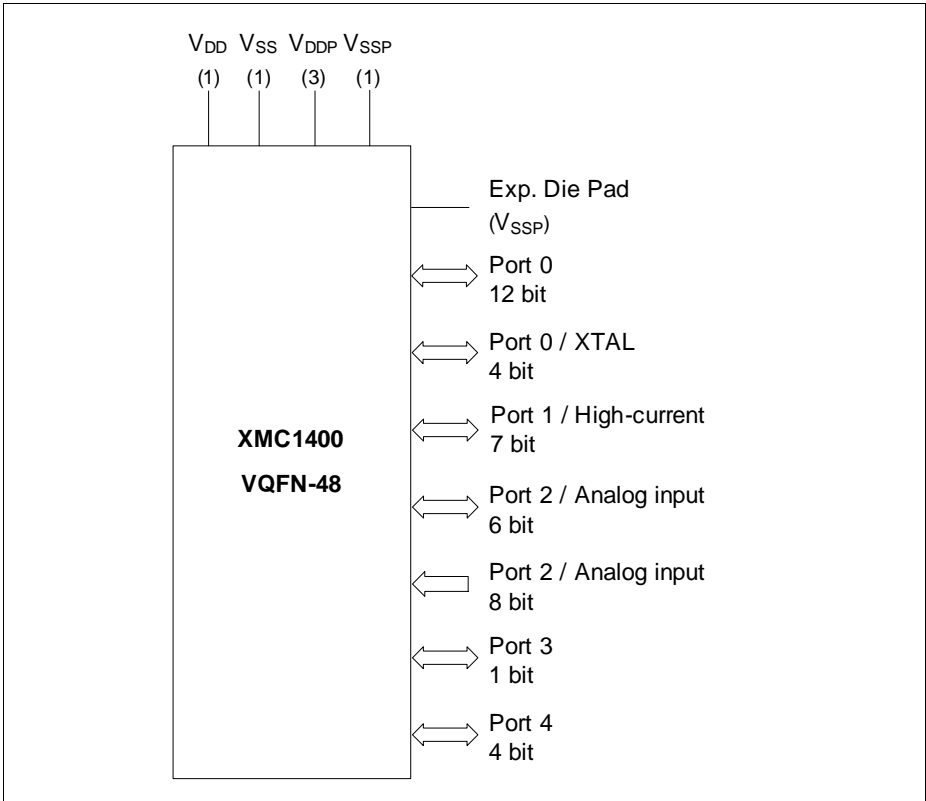 VDD VSS VDDP VSSP
(1) (1) (3) (1)
Exp. Die Pad
(VSSP)
Port 0
12 bit
Port 0 / XTAL
4 bit
Port 1 / High-current
7 bit
XMC1400
VQFN-48
Port 2 / Analog input
6 bit
Port 2 / Analog input
8 bit
Port 3
1 bit
Port 4
4 bit